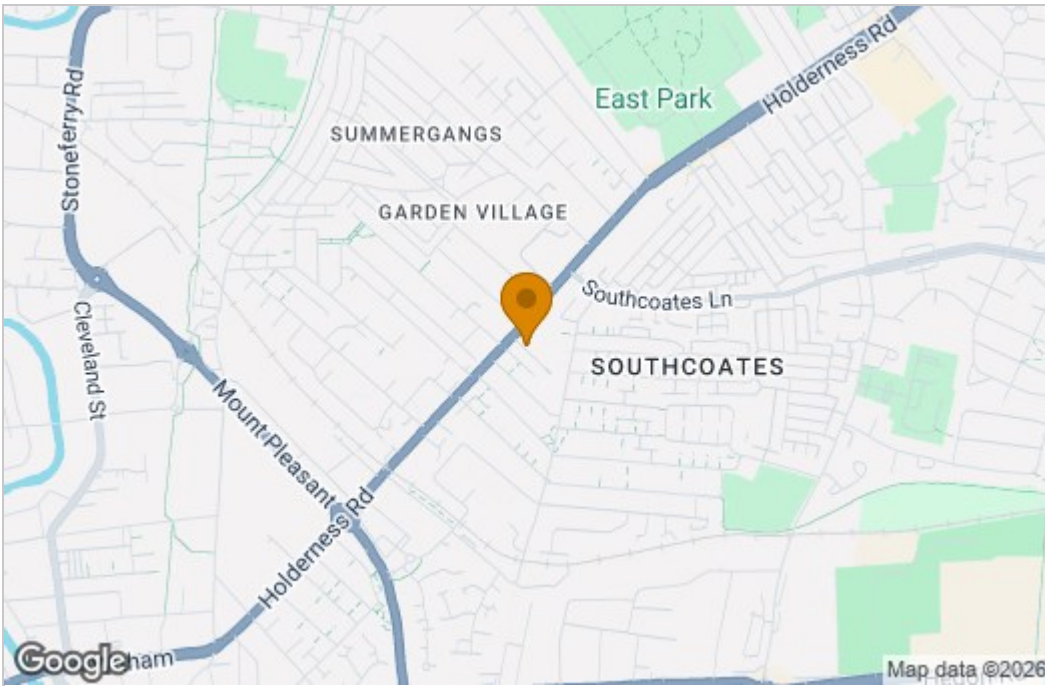 Stoneferry Rd
Holderness Rd
East Park
SUMMERGANGS
GARDEN VILLAGE
Southcoates Ln
SOUTHCOATES
Cleveland St
Mount Pleasant
Holderness Rd
Google
ham
Map data ©2026